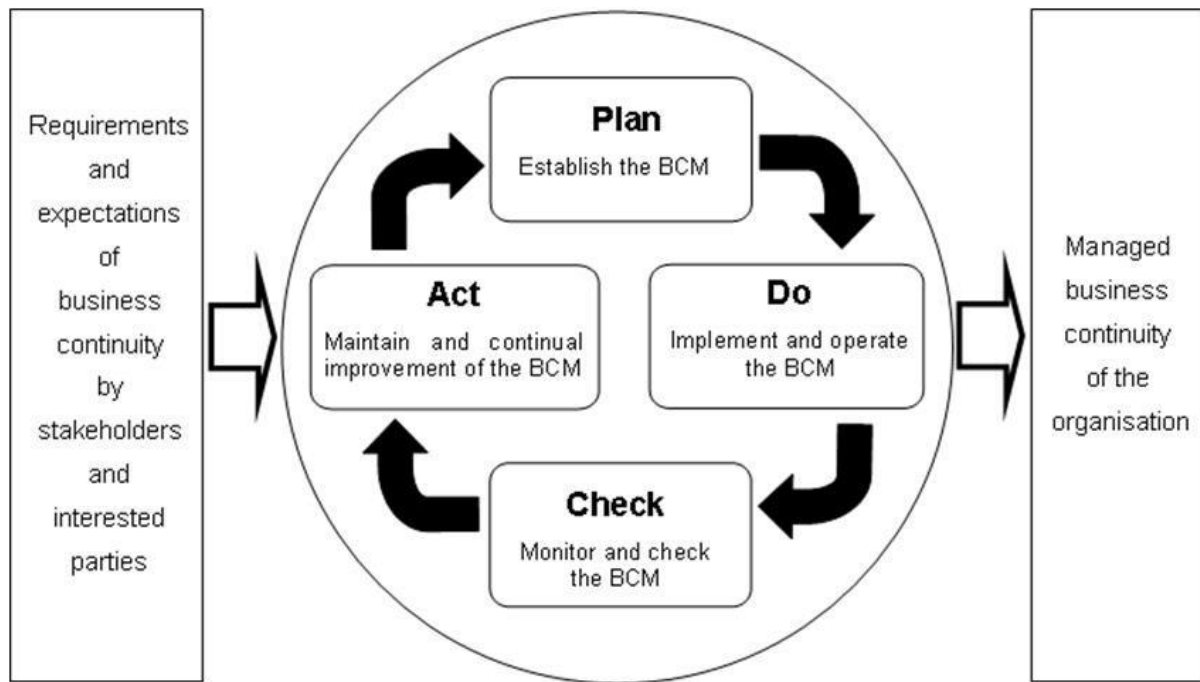 Requirements
and
expectations
of
business
continuity
by
stakeholders
and
interested
parties
Plan
Establish the BCM
Act
Maintain and continual
improvement of the BCM
Do
Implement and operate
the BCM
Check
Monitor and check
the BCM
Managed
business
continuity
of the
organisation